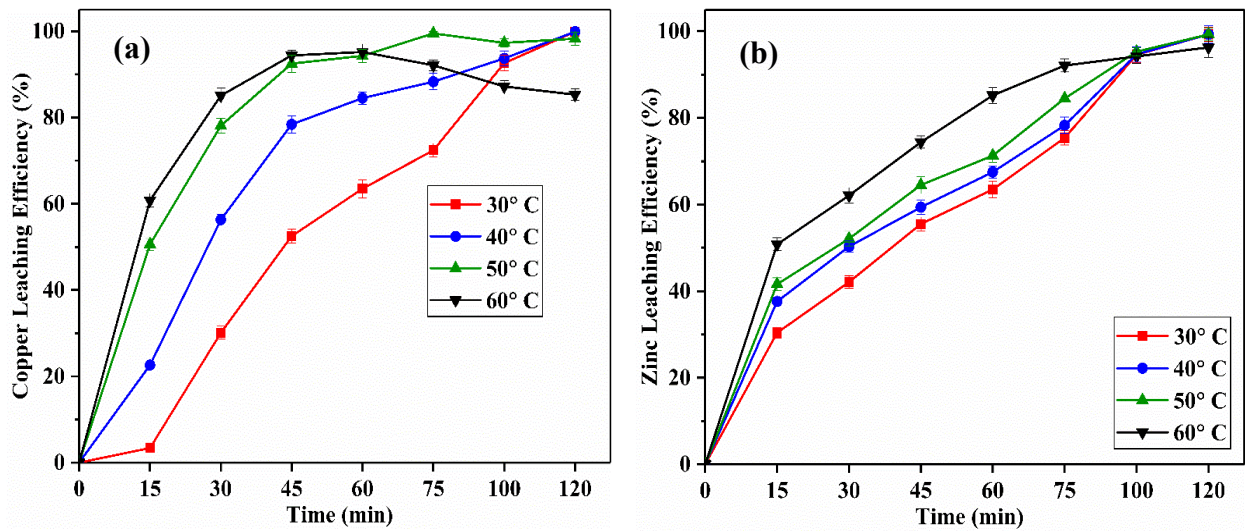 (a)
Copper Leaching Efficiency (%)
100
80
60
40
20
0
30° C
40° C
50° C
60° C
0 15 30 45 60 75 100 120
Time (min)
(b)
Zinc Leaching Efficiency (%)
100
80
60
40
20
0
30° C
40° C
50° C
60° C
0 15 30 45 60 75 100 120
Time (min)